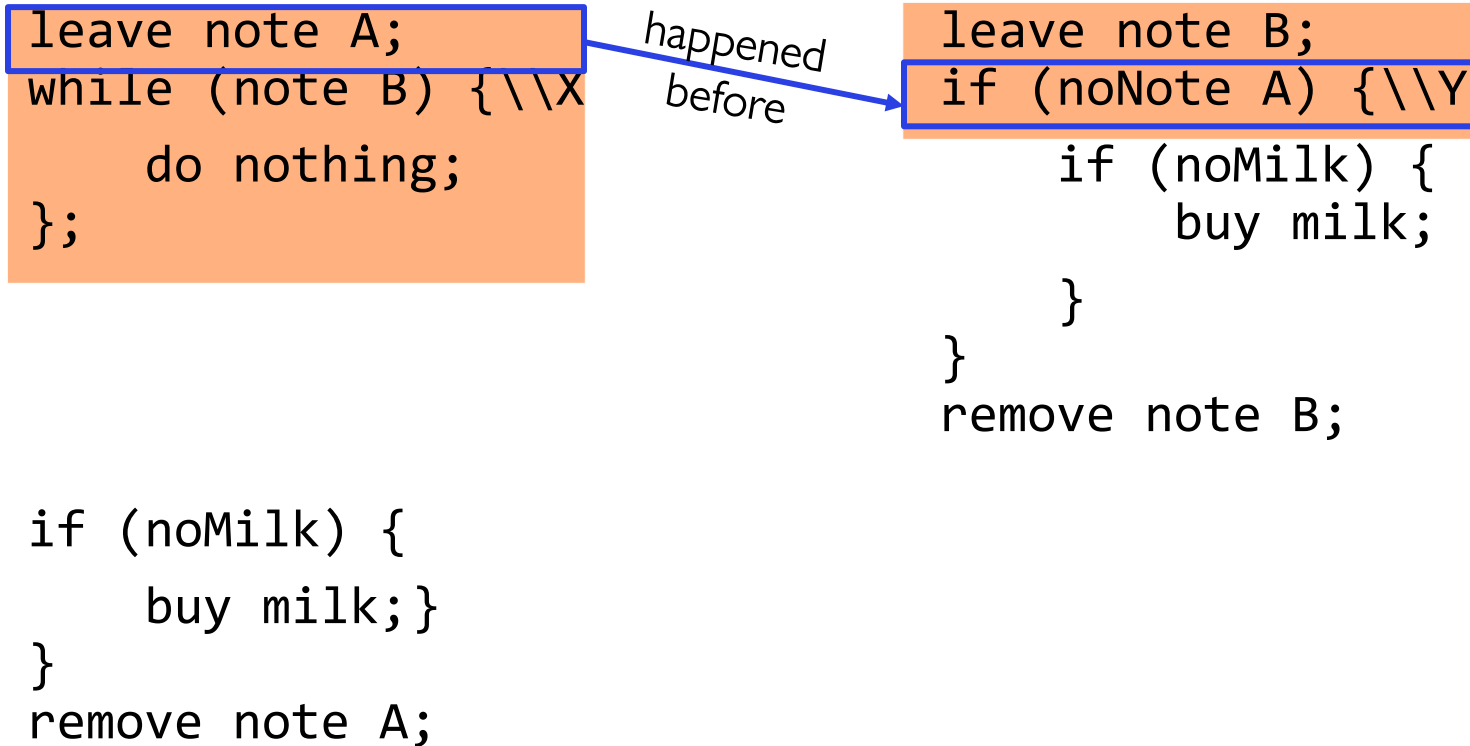 leave note A;
while (note B) {\\X
do nothing;
};
happened
before
leave note B;
if (noNote A) {\\Y
if (noMilk) {
buy milk;
}
}
remove note B;
if (noMilk) {
buy milk;}
}
remove note A;